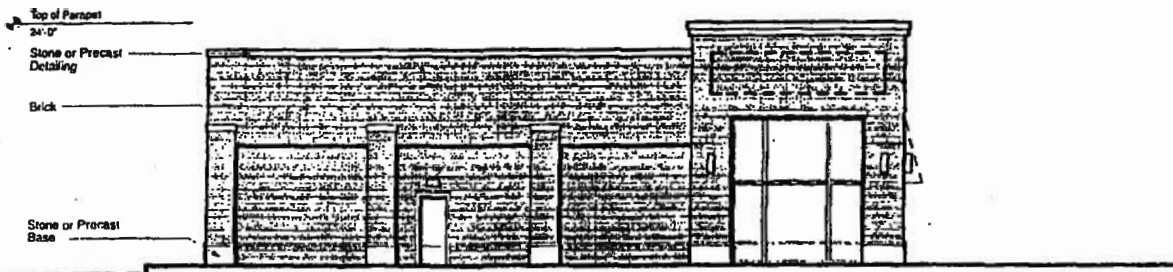 Top of Parapet
24'-0"
Stone or Precast
Detailing
Brick
Stone or Precast
Base